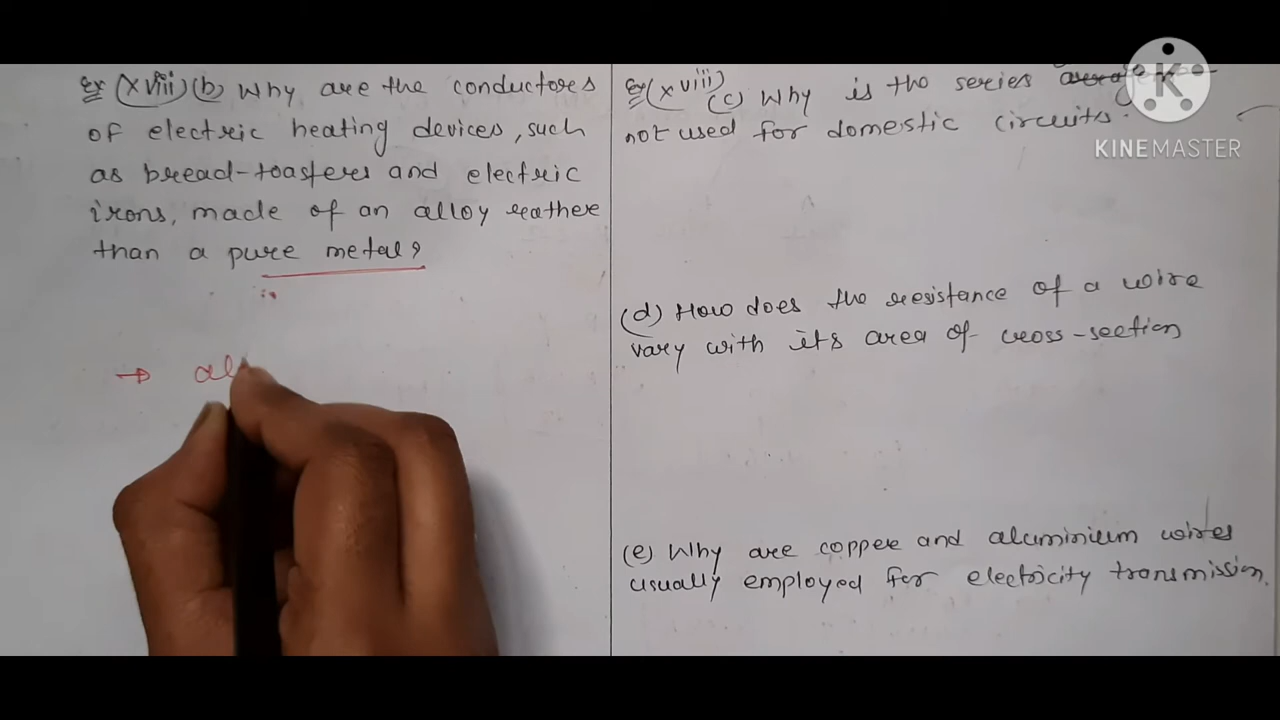 Ex (xviii) (b) Why are the conductors
of electric heating devices, such
as bread-toasters and electric
irons, made of an alloy rather
than a pure metal?
→ al
Ex (xviii) (c) Why is the series
not used for domestic circuits.
(d) How does the resistance of a wire
vary with its area of cross-section
(e) Why are copper and aluminium wires
usually employed for electricity transmission.
K
KINEMASTER